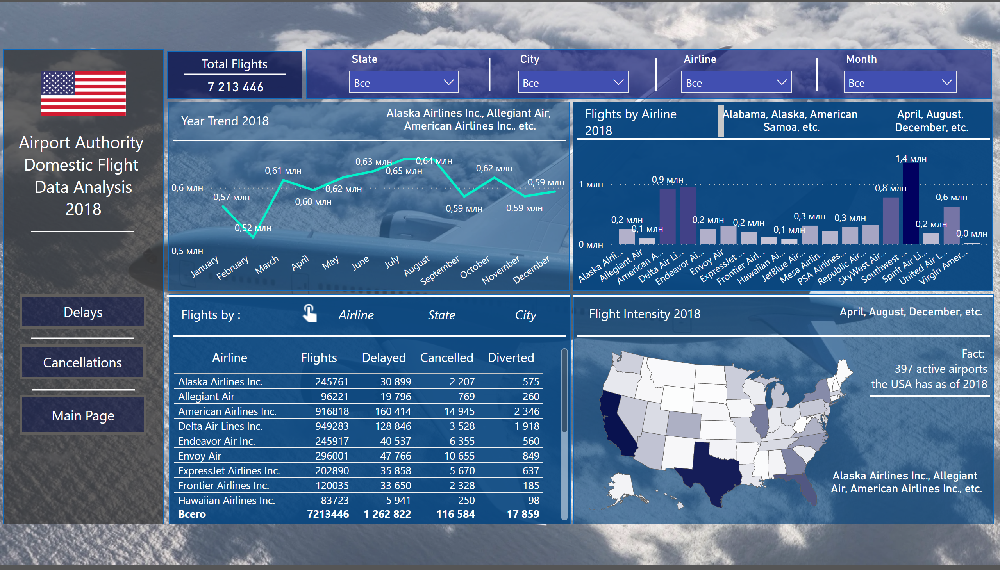 Airport Authority
Domestic Flight
Data Analysis
2018
Delays
Cancellations
Main Page
Total Flights
7 213 446
State
Все
City
Все
Airline
Все
Month
Все
Year Trend 2018
Alaska Airlines Inc., Allegiant Air,
American Airlines Inc., etc.
0,6 млн
0,5 млн
0,57 млн
0,52 млн
0,61 млн
0,60 млн
0,62 млн
0,63 млн
0,65 млн
0,64 млн
0,59 млн
0,62 млн
0,59 млн
0,59 млн
January
February
March
April
May
June
July
August
September
October
November
December
Flights by Airline
2018
Alabama, Alaska, American
Samoa, etc.
April, August,
December, etc.
1 млн
0 млн
0,2 млн
0,1 млн
0,9 млн
0,2 млн
0,2 млн
0,1 млн
0,3 млн
0,3 млн
0,8 млн
1,4 млн
0,2 млн
0,6 млн
0,0 млн
Alaska Airli...
Allegiant Air
American A...
Delta Air Li...
Endeavor Ai...
Envoy Air
ExpressJet ...
Frontier Airl...
Hawaiian Ai...
JetBlue Air...
Mesa Airlin...
PSA Airlines...
Republic Air...
SkyWest Air...
Southwest ...
Spirit Air Li...
United Air L...
Virgin Amer...
Flights by :
Airline
State
City
Airline Flights Delayed Cancelled Diverted
Alaska Airlines Inc. 245761 30 899 2 207 575
Allegiant Air 96221 19 796 769 260
American Airlines Inc. 916818 160 414 14 945 2 346
Delta Air Lines Inc. 949283 128 846 3 528 1 918
Endeavor Air Inc. 245917 40 537 6 355 560
Envoy Air 296001 47 766 10 655 849
ExpressJet Airlines Inc. 202890 35 858 5 670 637
Frontier Airlines Inc. 120035 33 650 2 328 185
Hawaiian Airlines Inc. 83723 5 941 250 98
Всего 7213446 1 262 822 116 584 17 859
Flight Intensity 2018
April, August, December, etc.
Fact:
397 active airports
the USA has as of 2018
Alaska Airlines Inc., Allegiant
Air, American Airlines Inc., etc.